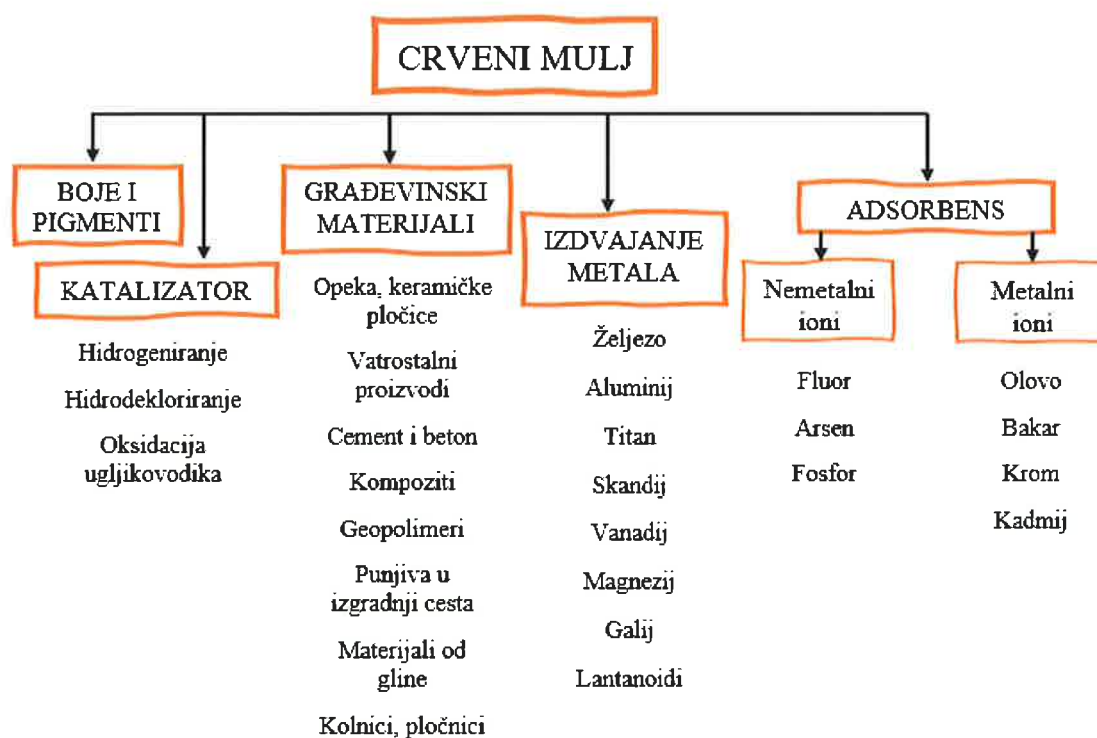 CRVENI MULJ
BOJE I
PIGMENTI
KATALIZATOR
Hidrogeniranje
Hidrodekloriranje
Oksidacija
ugljikovodika
GRAĐEVINSKI
MATERIJALI
Opeka, keramičke
pločice
Vatrostalni
proizvodi
Cement i beton
Kompoziti
Geopolimeri
Punjiva u
izgradnji cesta
Materijali od
gline
Kolnici, pločnici
IZDVAJANJE
METALA
Željezo
Aluminij
Titan
Skandij
Vanadij
Magnezij
Galij
Lantanoidi
ADSORBENS
Nemetalni
ioni
Fluor
Arsen
Fosfor
Metalni
ioni
Olovo
Bakar
Krom
Kadmij